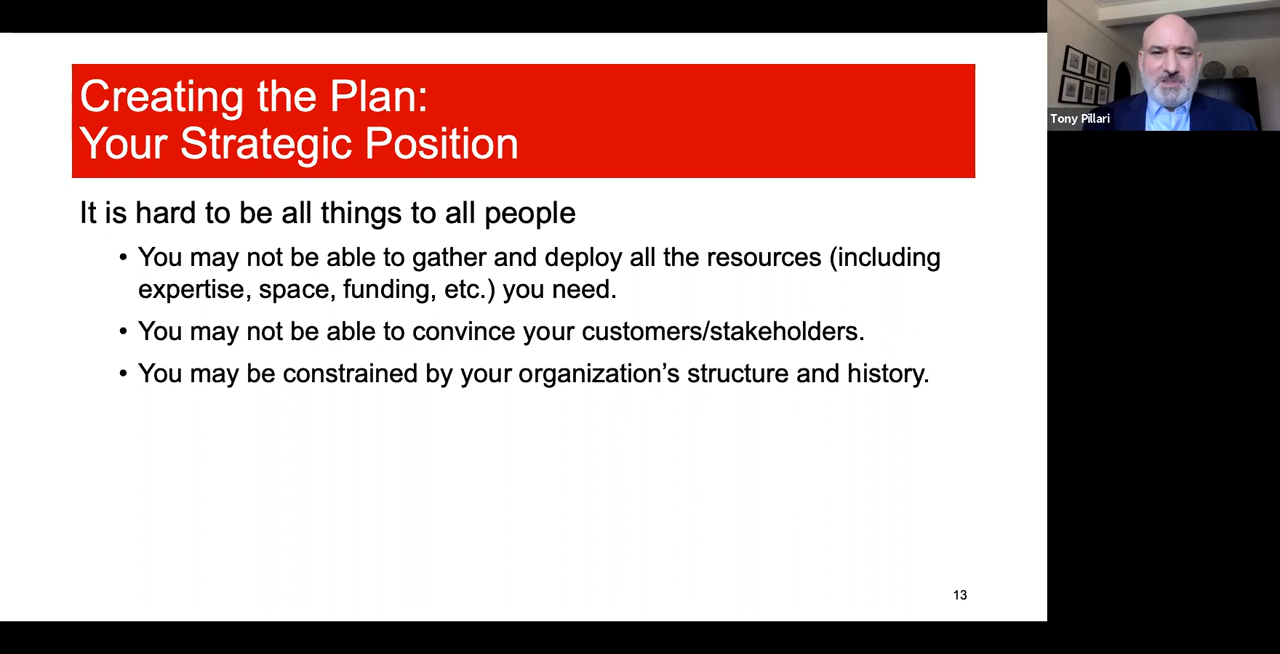 Creating the Plan:
Your Strategic Position
It is hard to be all things to all people
• You may not be able to gather and deploy all the resources (including
expertise, space, funding, etc.) you need.
• You may not be able to convince your customers/stakeholders.
• You may be constrained by your organization’s structure and history.
13
Tony Pillari